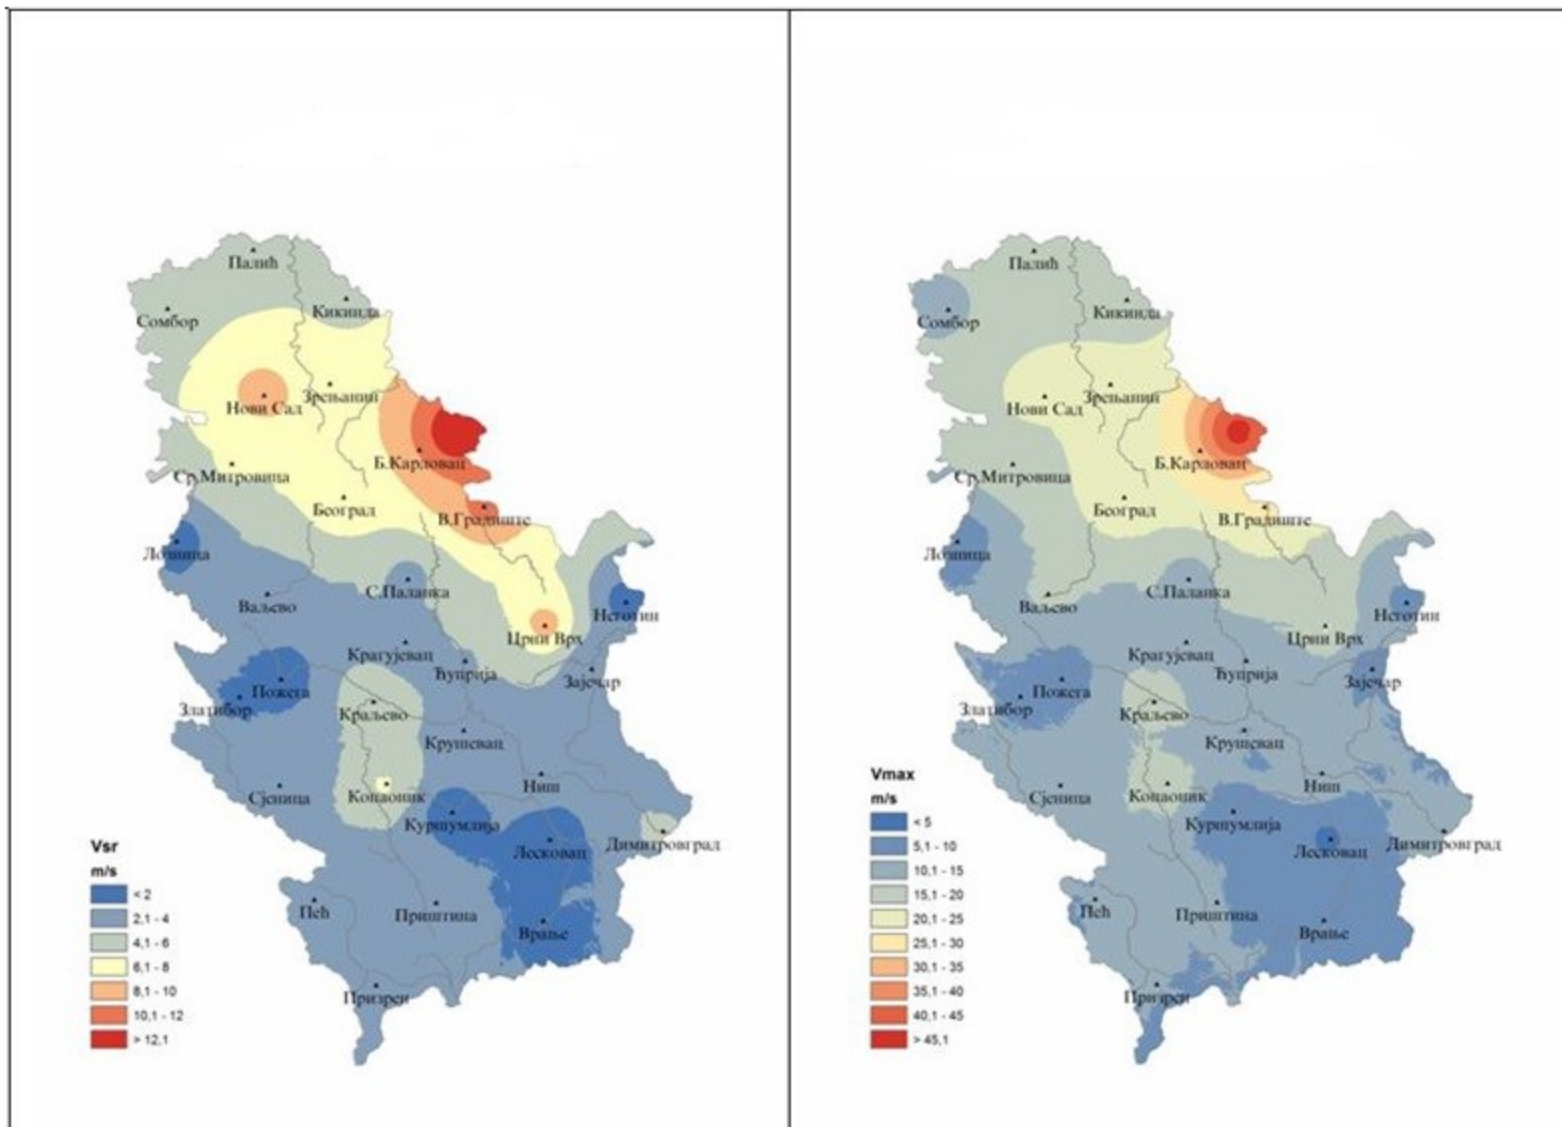 Палић
Кикинда
Сомбор
Зрењанин
Нови Сад
Б.Карловац
Ср.Митровица
Београд
В.Градиште
Лозница
С.Паланка
Ваљево
Неготин
Црни Врх
Крагујевац
Ћуприја
Зајечар
Пожега
Златибор
Краљево
Крушевац
Ниш
Сјеница
Копаоник
Куршумлија
Димитровград
Лесковац
Пећ
Приштина
Врање
Призрен
Vsr
m/s
< 2
2,1 - 4
4,1 - 6
6,1 - 8
8,1 - 10
10,1 - 12
> 12,1
Палић
Кикинда
Сомбор
Зрењанин
Нови Сад
Б.Карловац
Ср.Митровица
Београд
В.Градиште
Лозница
С.Паланка
Ваљево
Неготин
Црни Врх
Крагујевац
Ћуприја
Зајечар
Пожега
Златибор
Краљево
Крушевац
Ниш
Сјеница
Копаоник
Куршумлија
Димитровград
Лесковац
Пећ
Приштина
Врање
Призрен
Vmax
m/s
< 5
5,1 - 10
10,1 - 15
15,1 - 20
20,1 - 25
25,1 - 30
30,1 - 35
35,1 - 40
40,1 - 45
> 45,1